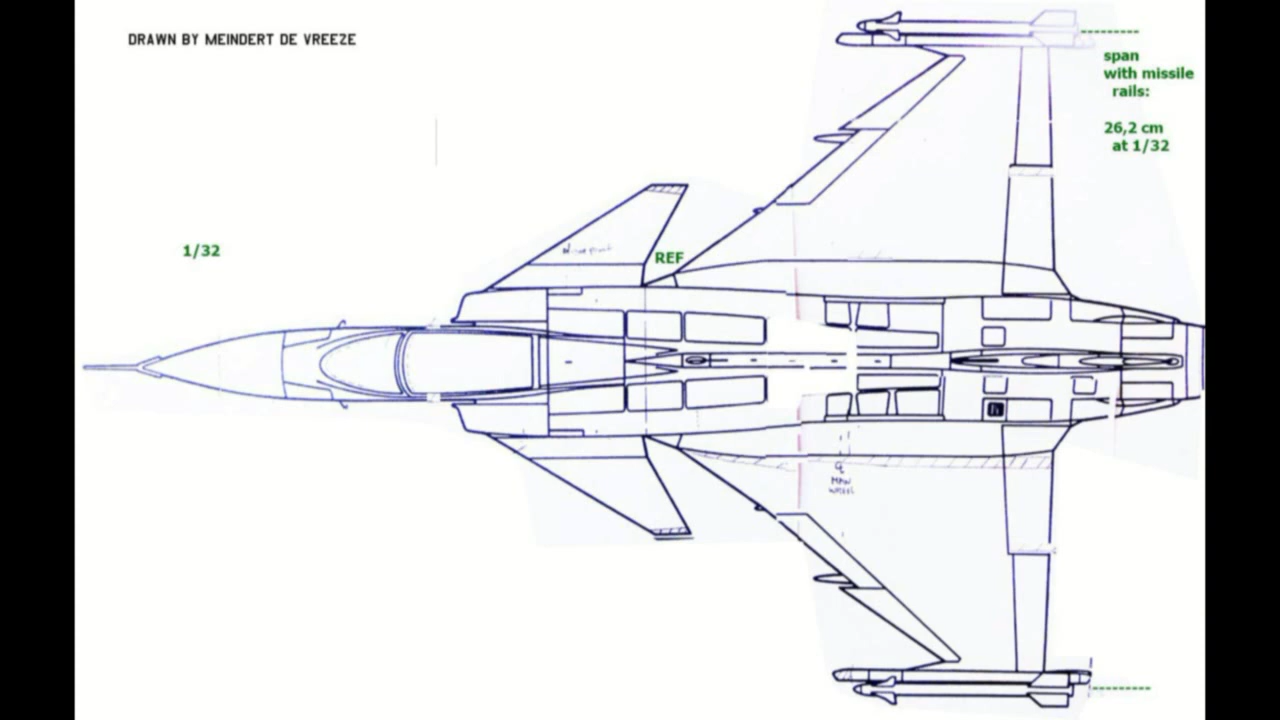 DRAWN BY MEINDERT DE VREEZE
span
with missile
rails:
26,2 cm
at 1/32
1/32
REF